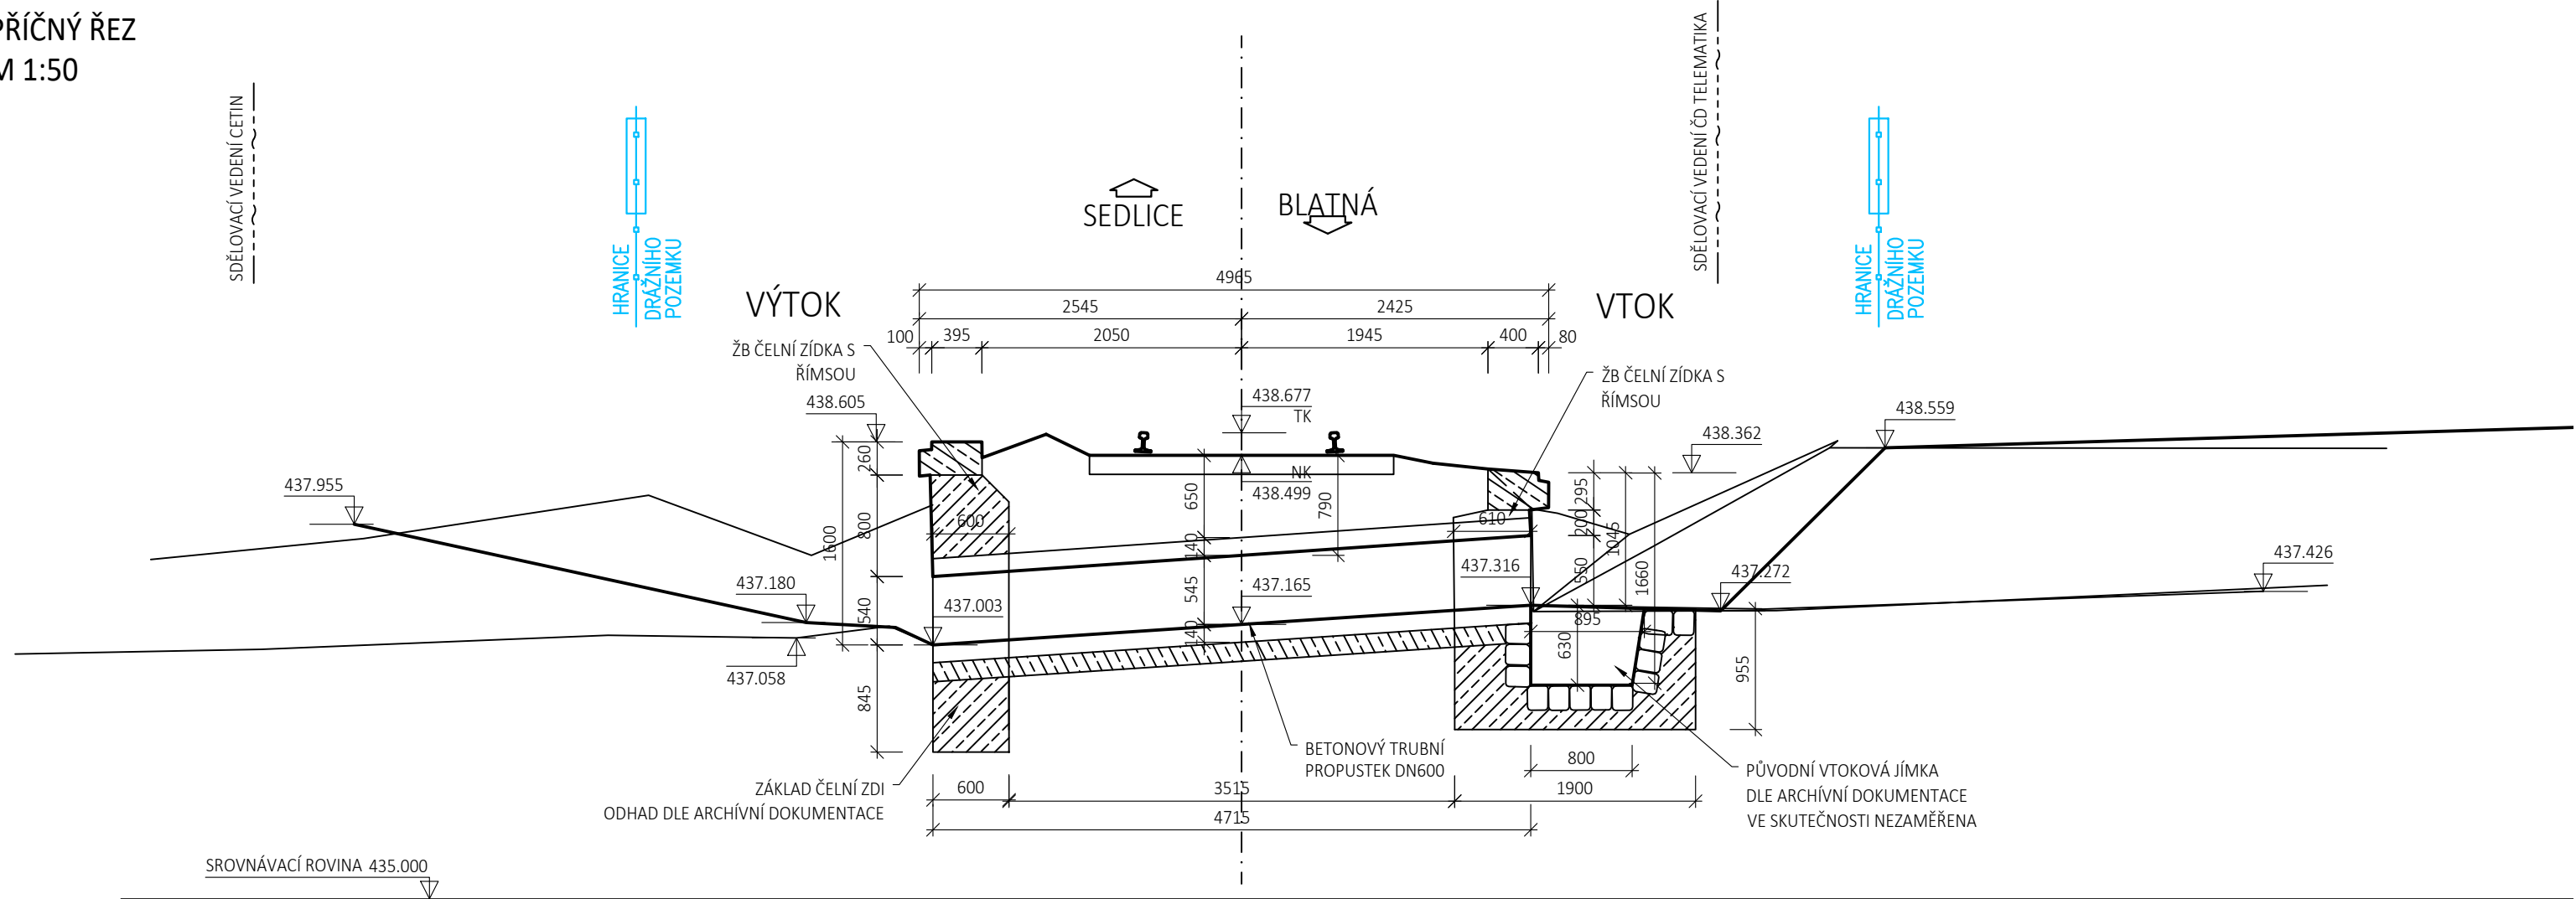 PŘÍČNÝ ŘEZ
M 1:50
SDĚLOVACÍ VEDENÍ CETIN
HRANICE
DRÁŽNÍHO
POZEMKU
SEDLICE
BLATNÁ
SDĚLOVACÍ VEDENÍ ČD TELEMATIKA
HRANICE
DRÁŽNÍHO
POZEMKU
VÝTOK
VTOK
4965
2545
2425
100
395
2050
1945
400
80
ŽB ČELNÍ ZÍDKA S
ŘÍMSOU
ŽB ČELNÍ ZÍDKA S
ŘÍMSOU
438.605
438.677
TK
438.559
438.362
437.955
NK
438.499
260
800
1600
540
845
600
650
790
140
545
140
610
295
200
1045
550
1660
437.426
437.316
437.272
437.180
437.003
437.165
437.058
895
630
955
BETONOVÝ TRUBNÍ
PROPUSTEK DN600
800
ZÁKLAD ČELNÍ ZDI
ODHAD DLE ARCHÍVNÍ DOKUMENTACE
600
3515
1900
4715
PŮVODNÍ VTOKOVÁ JÍMKA
DLE ARCHÍVNÍ DOKUMENTACE
VE SKUTEČNOSTI NEZAMĚŘENA
SROVNÁVACÍ ROVINA 435.000